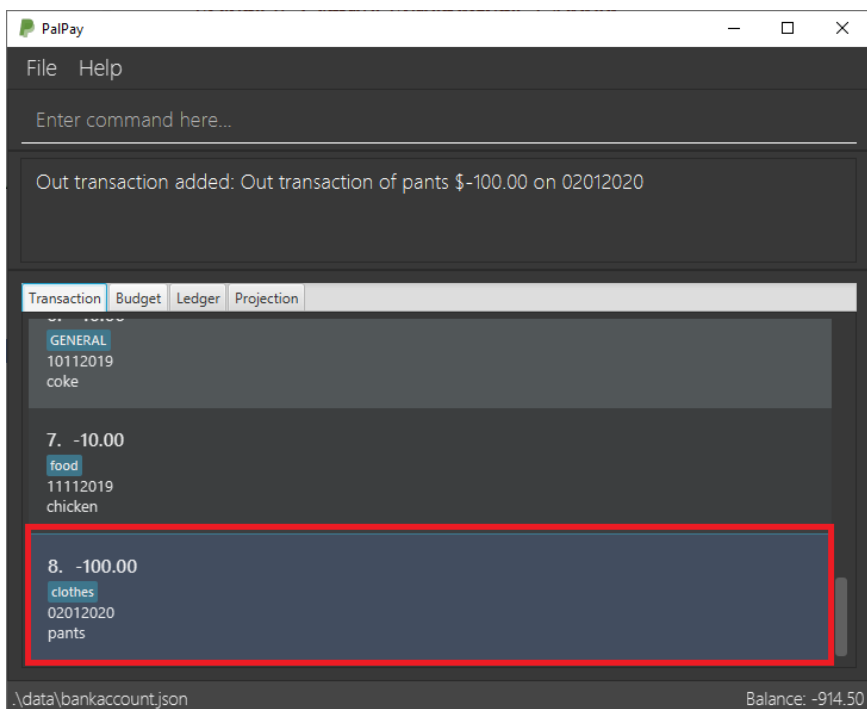 PalPay
File Help
Enter command here...
Out transaction added: Out transaction of pants $-100.00 on 02012020
Transaction Budget Ledger Projection
GENERAL
10112019
coke
7. -10.00
food
11112019
chicken
8. -100.00
clothes
02012020
pants
.\data\bankaccount.json
Balance: -914.50